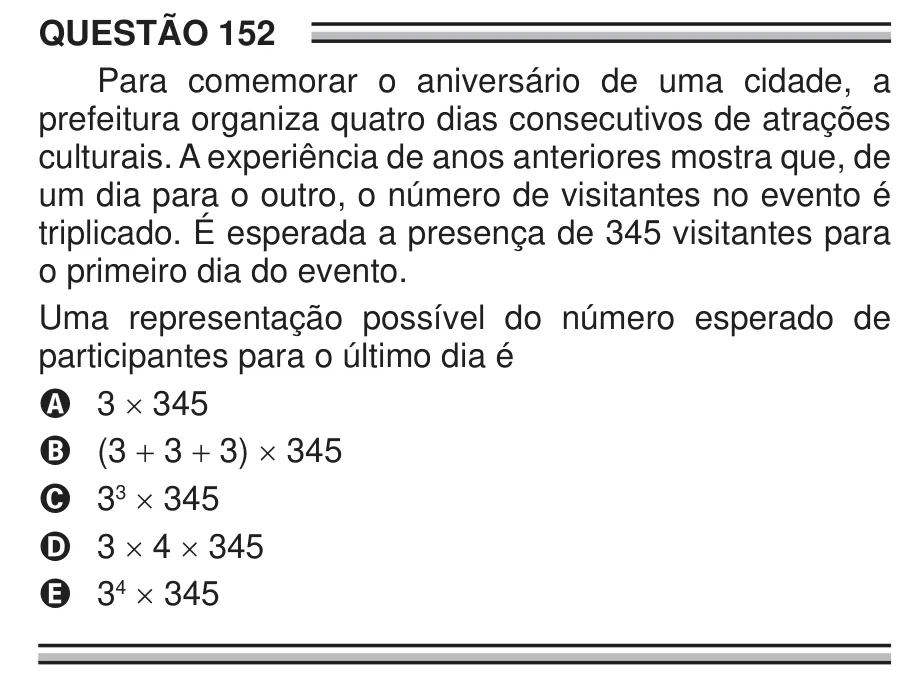 QUESTÃO 152
Para comemorar o aniversário de uma cidade, a
prefeitura organiza quatro dias consecutivos de atrações
culturais. A experiência de anos anteriores mostra que, de
um dia para o outro, o número de visitantes no evento é
triplicado. É esperada a presença de 345 visitantes para
o primeiro dia do evento.
Uma representação possível do número esperado de
participantes para o último dia é
A 3 × 345
B (3 + 3 + 3) × 345
C 3³ × 345
D 3 × 4 × 345
E 3⁴ × 345